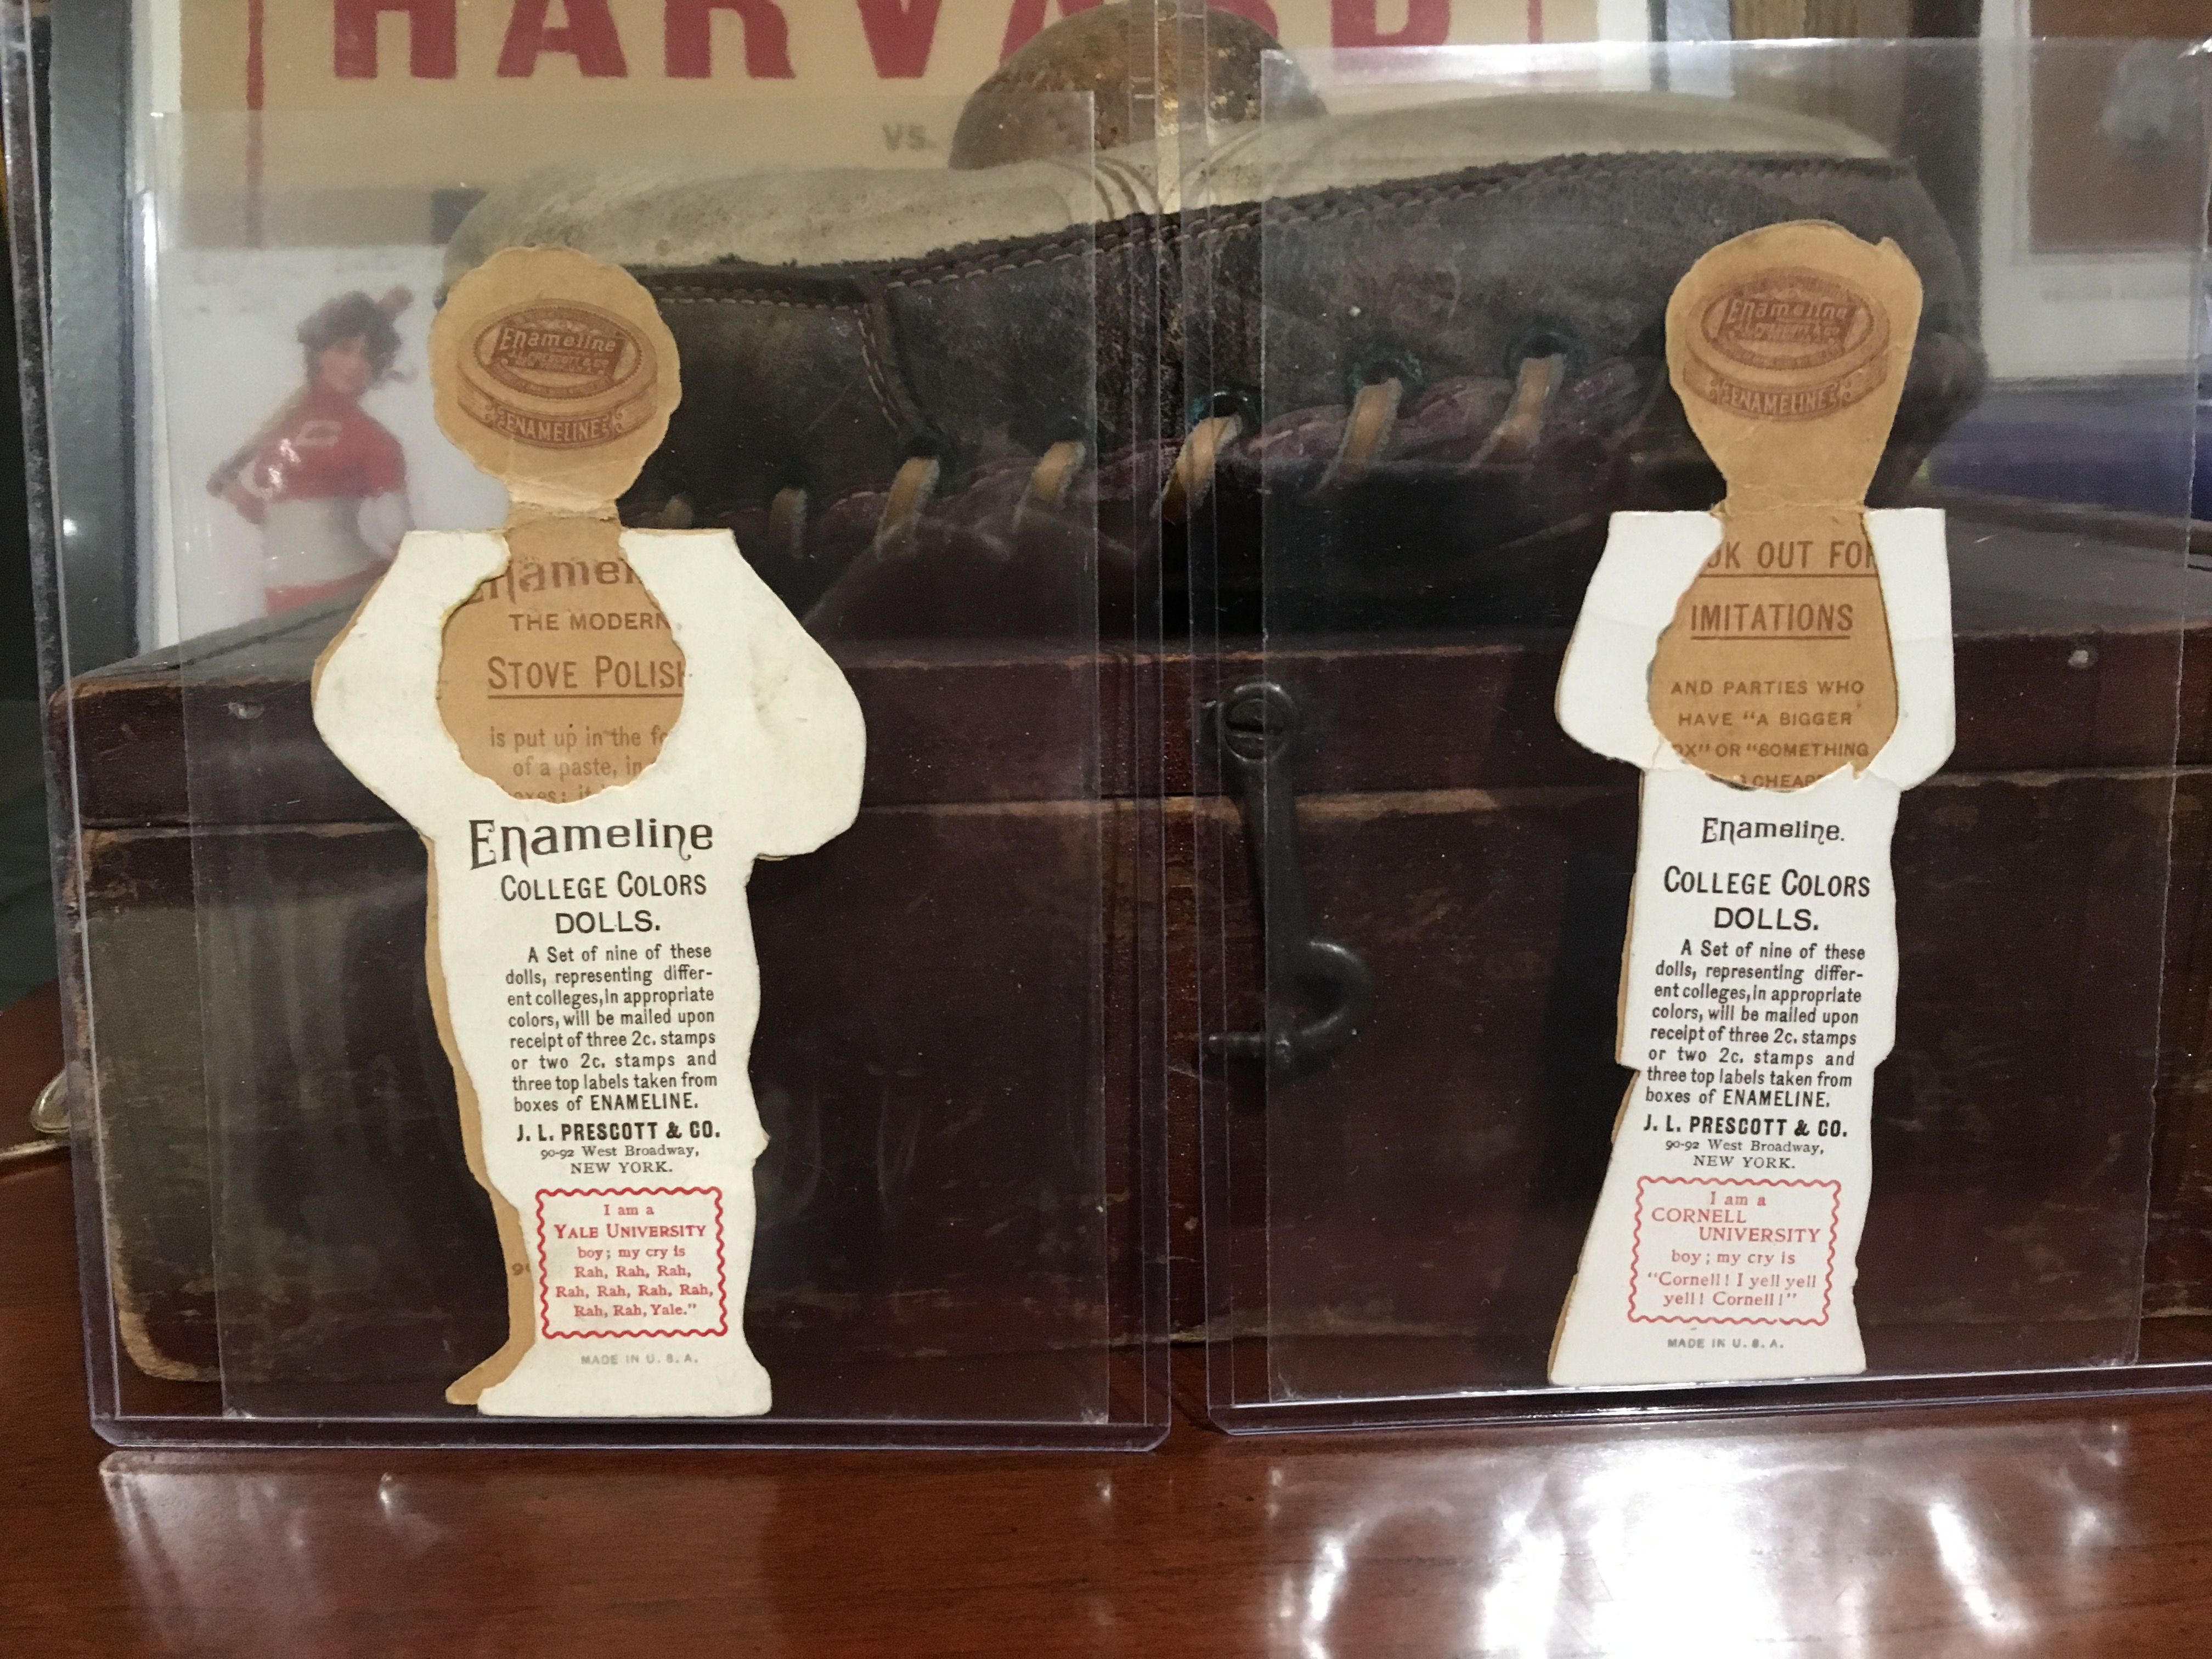 HARVARD
VS.
Enameline
J. L. PRESCOTT & CO
ENAMELINE
THE MODERN
STOVE POLISH
is put up in the fo
of a paste, in
oxes; it
Enameline
COLLEGE COLORS
DOLLS.
A Set of nine of these
dolls, representing differ-
ent colleges, in appropriate
colors, will be mailed upon
receipt of three 2c. stamps
or two 2c. stamps and
three top labels taken from
boxes of ENAMELINE.
J. L. PRESCOTT & CO.
90-92 West Broadway,
NEW YORK.
I am a
YALE UNIVERSITY
boy; my cry is
Rah, Rah, Rah,
Rah, Rah, Rah, Rah,
Rah, Rah, Yale."
MADE IN U. S. A.
Enameline
J. L. PRESCOTT & CO
ENAMELINE
OK OUT FOR
IMITATIONS
AND PARTIES WHO
HAVE "A BIGGER
OX" OR "SOMETHING
CHEAP
Enameline.
COLLEGE COLORS
DOLLS.
A Set of nine of these
dolls, representing differ-
ent colleges, in appropriate
colors, will be mailed upon
receipt of three 2c. stamps
or two 2c. stamps and
three top labels taken from
boxes of ENAMELINE.
J. L. PRESCOTT & CO.
90-92 West Broadway,
NEW YORK.
I am a
CORNELL
UNIVERSITY
boy; my cry is
"Cornell! I yell yell
yell! Cornell!"
MADE IN U. S. A.